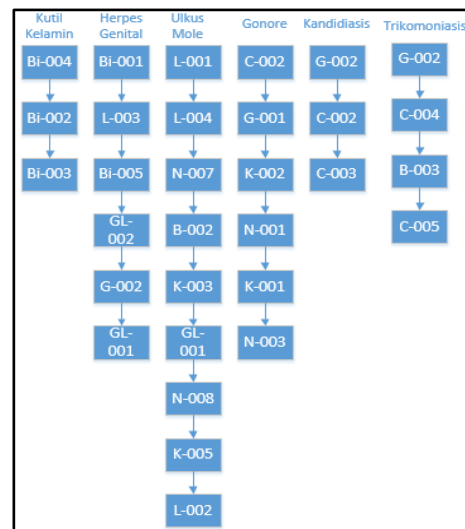 Kutil
Kelamin
Bi-004
Bi-002
Bi-003
Herpes
Genital
Bi-001
L-003
Bi-005
GL-
002
G-002
GL-
001
Ulkus
Mole
L-001
L-004
N-007
B-002
K-003
GL-
001
N-008
K-005
L-002
Gonore
C-002
G-001
K-002
N-001
K-001
N-003
Kandidiasis
G-002
C-002
C-003
Trikomoniasis
G-002
C-004
B-003
C-005